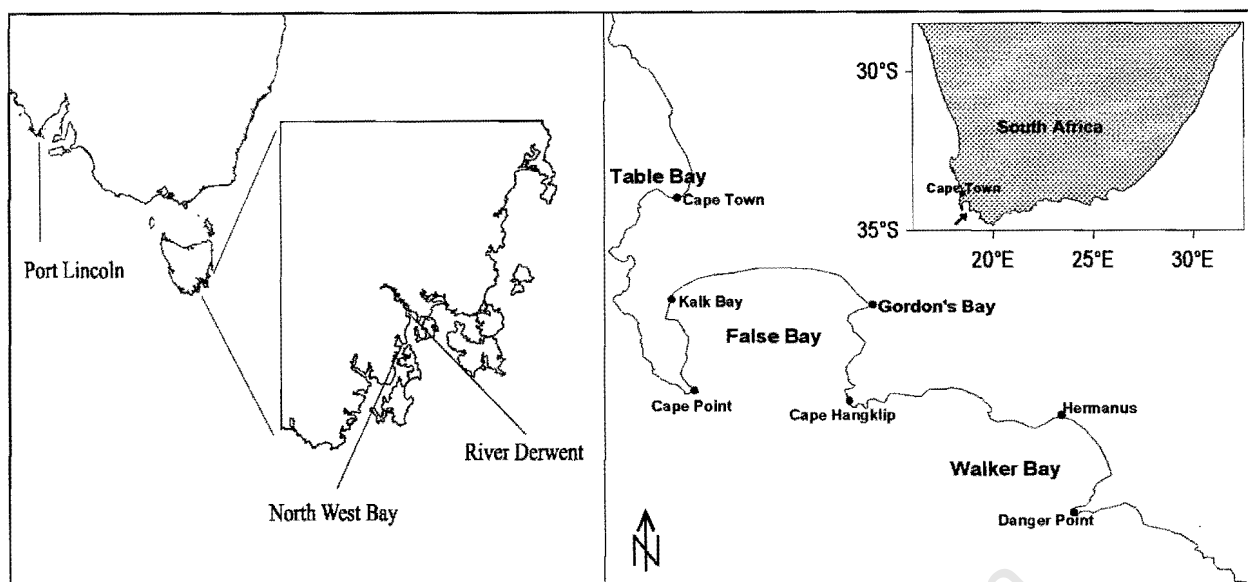 Port Lincoln
River Derwent
North West Bay
30°S
South Africa
Cape Town
35°S
20°E 25°E 30°E
Table Bay
Cape Town
Kalk Bay
Gordon's Bay
False Bay
Cape Point
Cape Hangklip
Hermanus
Walker Bay
Danger Point
N